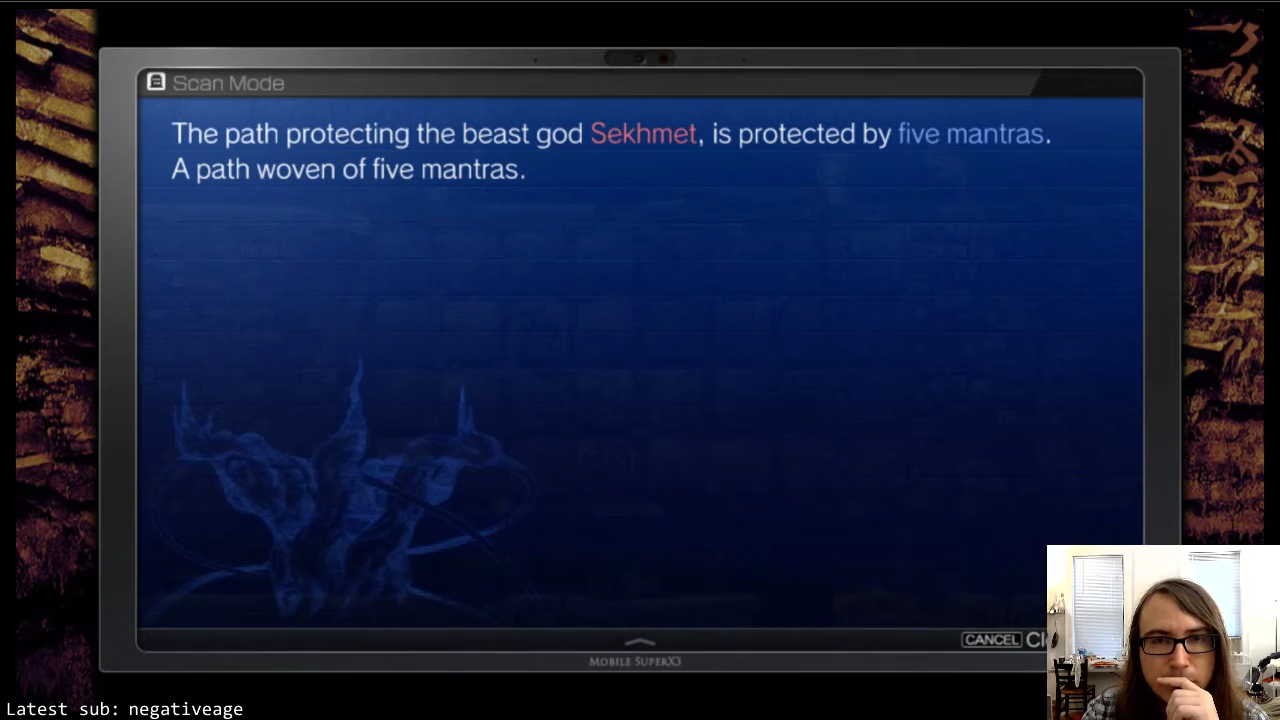 Scan Mode
The path protecting the beast god Sekhmet, is protected by five mantras.
A path woven of five mantras.
CANCEL
MOBILE SUPERX3
Latest sub: negativeage